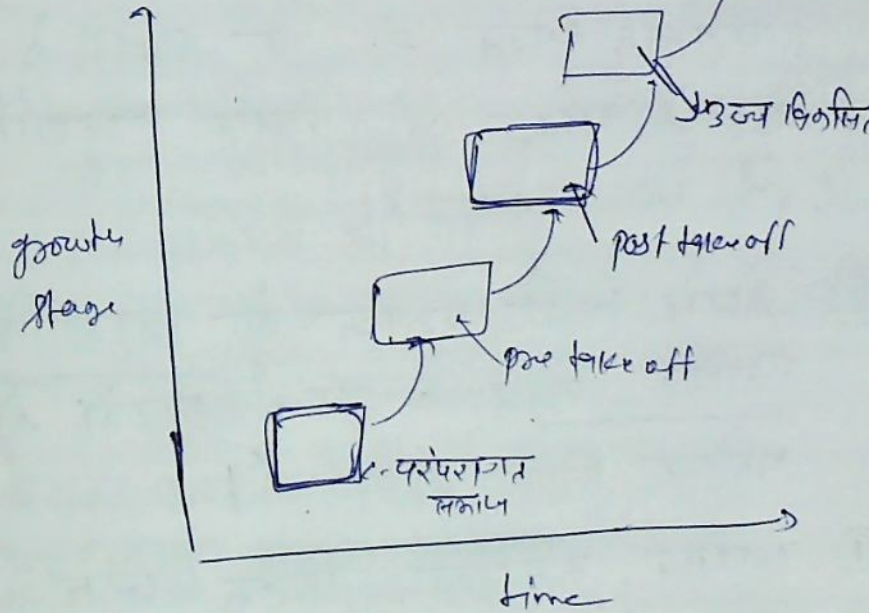 उच्च विकसित
post take off
growth
stage
pre take off
परंपरागत
समाज
time